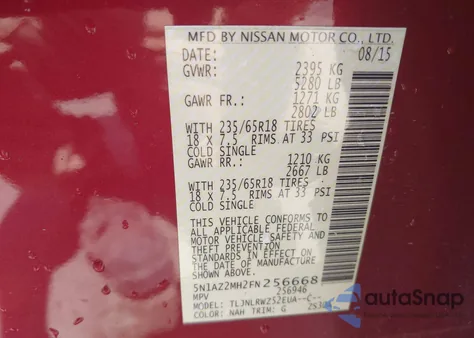 MFD BY NISSAN MOTOR CO., LTD.
DATE: 08/15
GVWR: 2395 KG
5280 LB
GAWR FR.: 1271 KG
2802 LB
WITH 235/65R18 TIRES
18 X 7.5 RIMS AT 33 PSI
COLD SINGLE
GAWR RR.: 1210 KG
2667 LB
WITH 235/65R18 TIRES
18 X 7.5 RIMS AT 33 PSI
COLD SINGLE
THIS VEHICLE CONFORMS TO
ALL APPLICABLE FEDERAL
MOTOR VEHICLE SAFETY AND
THEFT PREVENTION
STANDARDS IN EFFECT ON
THE DATE OF MANUFACTURE
SHOWN ABOVE.
5N1AZ2MH2FN256668
MPV 256946
MODEL: TLJNLRWZ52EUA--C--
COLOR: NAH TRIM: G
autoSnap